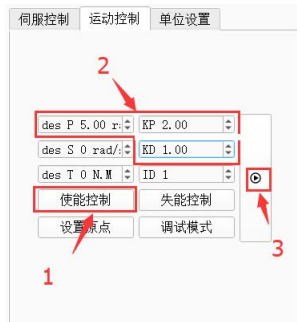 伺服控制 运动控制 单位设置
2
des P 5.00 r: KP 2.00
des S 0 rad/: KD 1.00
des T 0 N.M ID 1
使能控制 失能控制
设置原点 调试模式
3
1